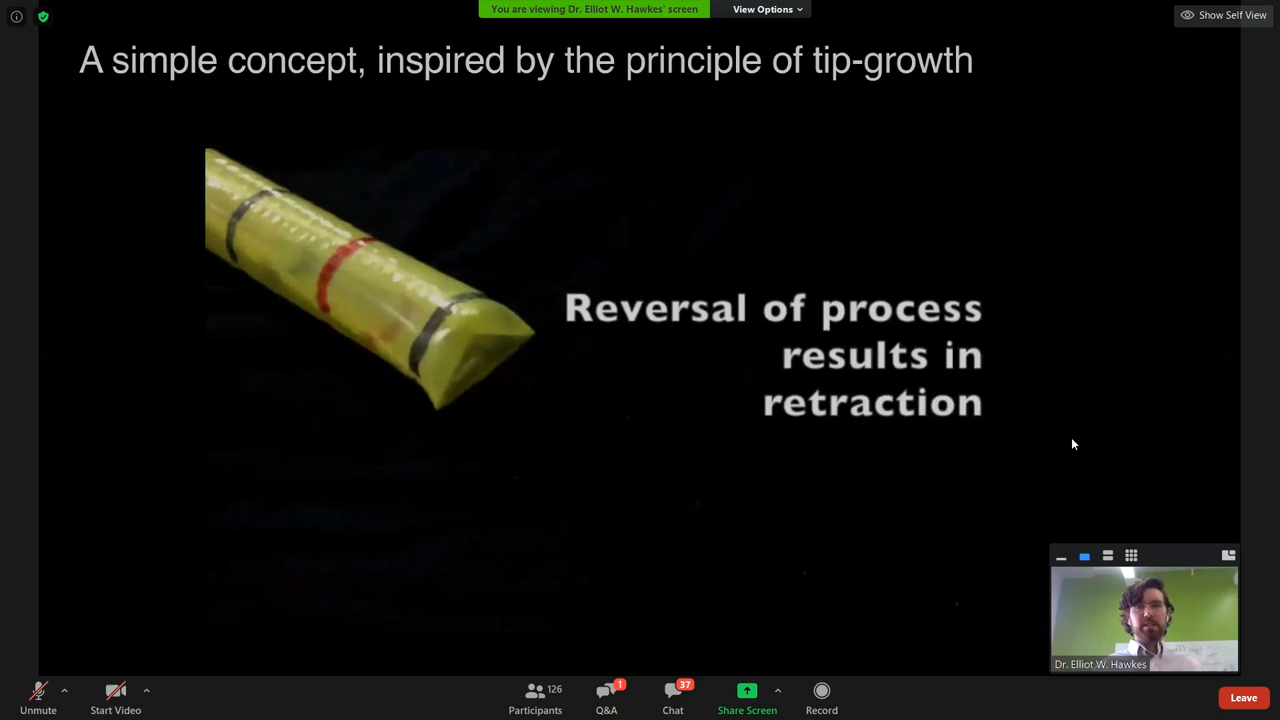 You are viewing Dr. Elliot W. Hawkes' screen
View Options
Show Self View
A simple concept, inspired by the principle of tip-growth
Reversal of process
results in
retraction
Dr. Elliot W. Hawkes
Unmute
Start Video
Participants
126
Q&A
1
Chat
37
Share Screen
Record
Leave